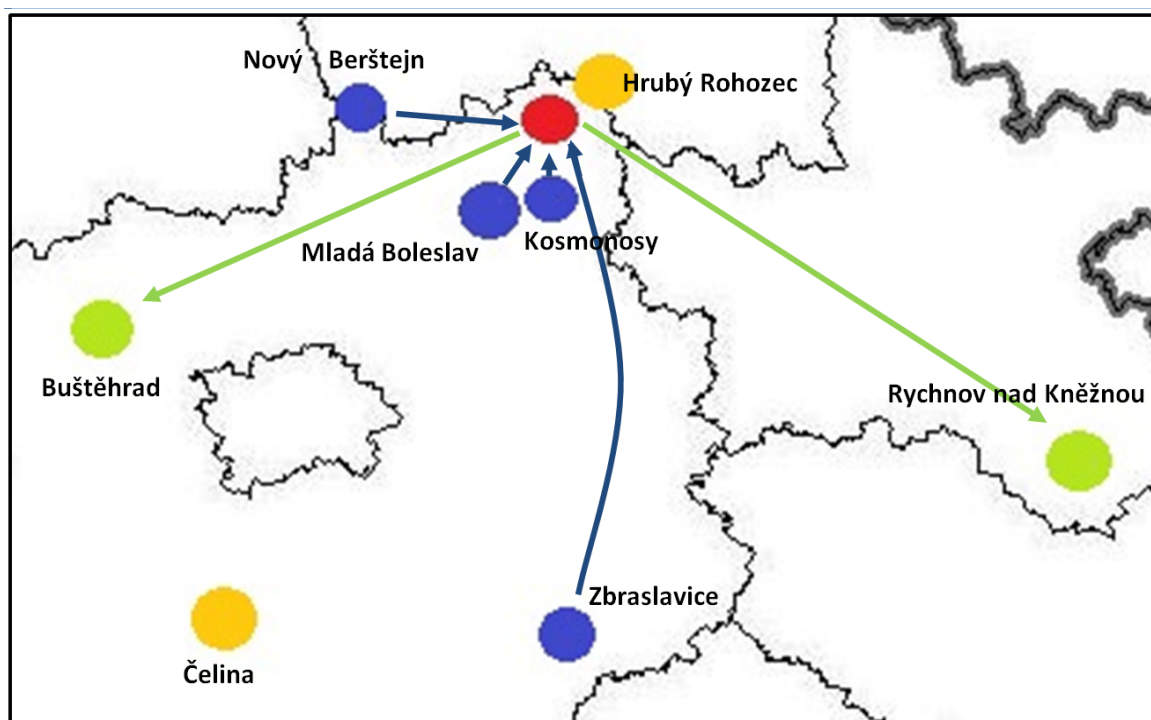 Nový Berštejn
Hrubý Rohozec
Mladá Boleslav
Kosmonosy
Buštěhrad
Rychnov nad Kněžnou
Zbraslavice
Čelina